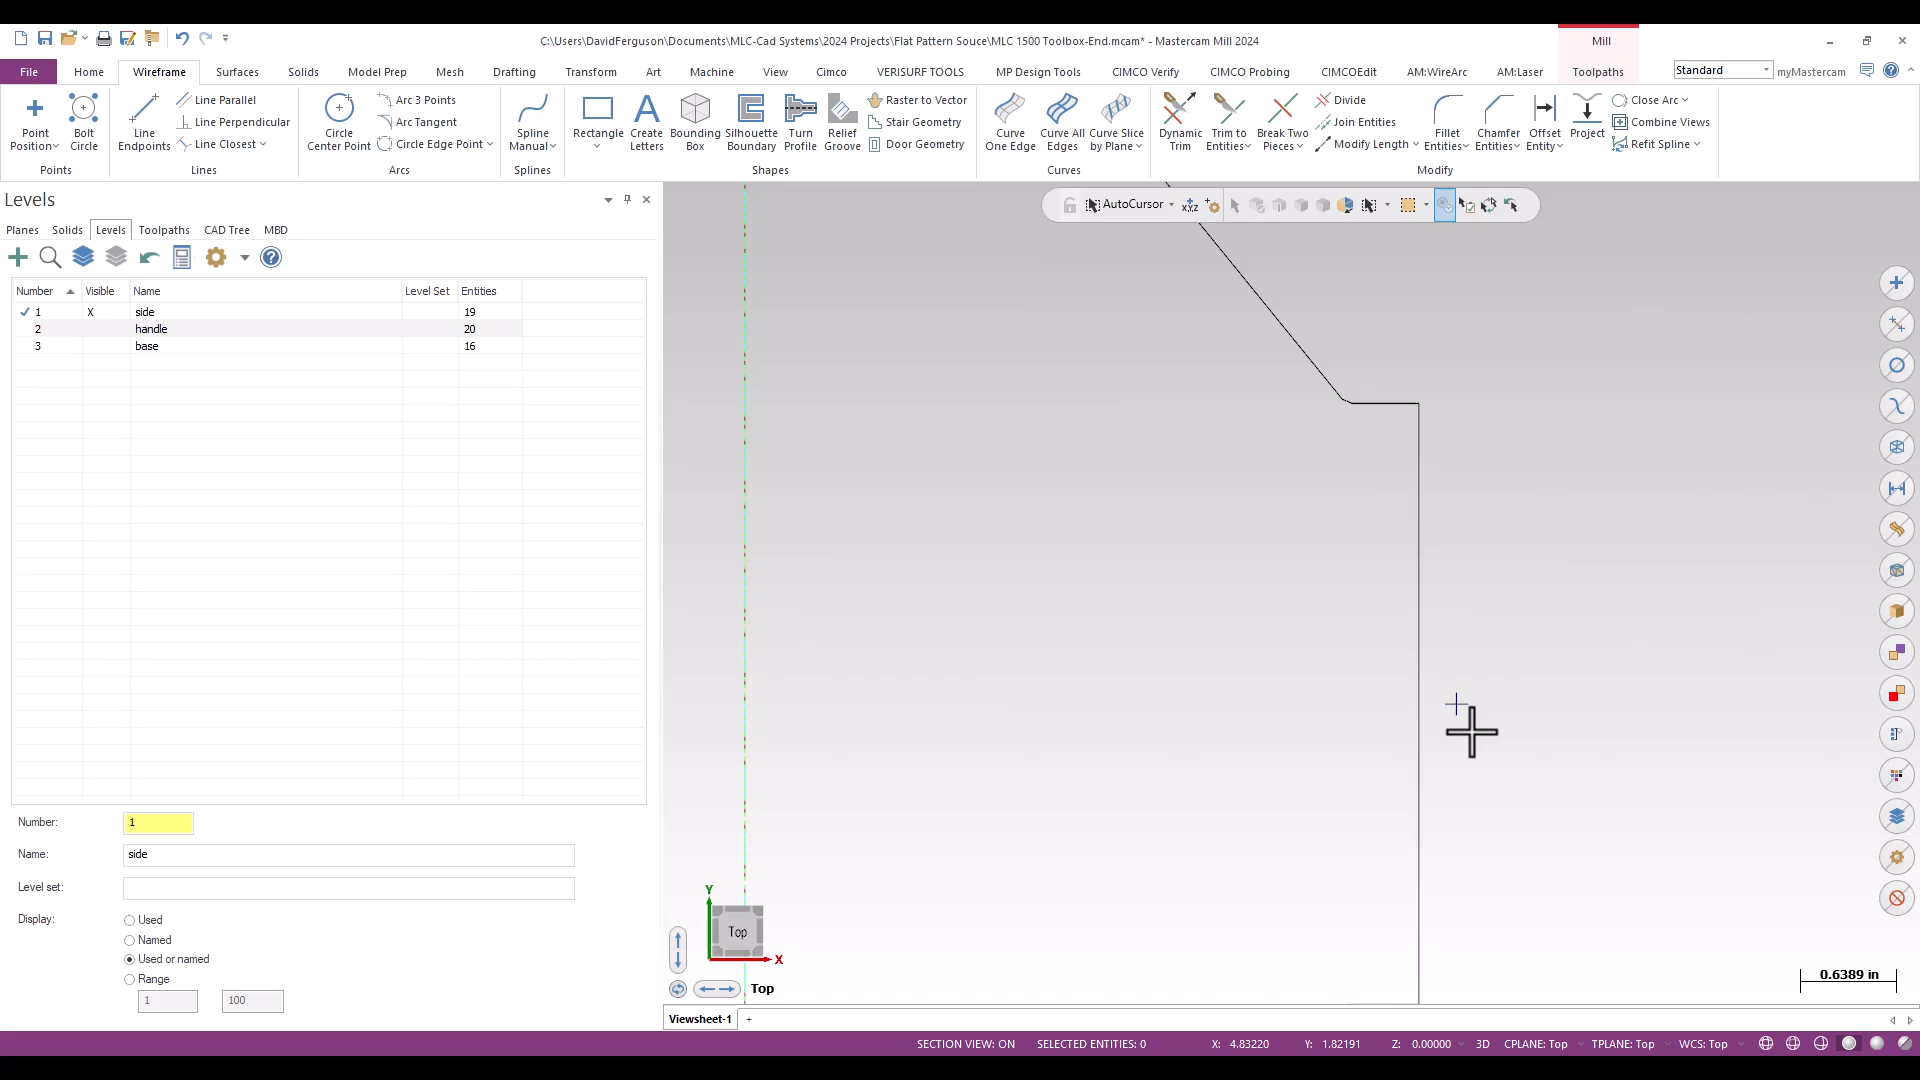 C:\Users\DavidFerguson\Documents\MLC-Cad Systems\2024 Projects\Flat Pattern Souce\MLC 1500 Toolbox-End.mcam* - Mastercam Mill 2024
Mill
File Home Wireframe Surfaces Solids Model Prep Mesh Drafting Transform Art Machine View Cimco VERISURF TOOLS MP Design Tools CIMCO Verify CIMCO Probing CIMCOEdit AM:WireArc AM:Laser Toolpaths
Standard
myMastercam
Point Position
Bolt Circle
Points
Line Endpoints
Line Parallel
Line Perpendicular
Line Closest
Lines
Circle Center Point
Arc 3 Points
Arc Tangent
Circle Edge Point
Arcs
Spline Manual
Splines
Rectangle
Create Letters
Bounding Box
Silhouette Boundary
Turn Profile
Relief Groove
Raster to Vector
Stair Geometry
Door Geometry
Shapes
Curve One Edge
Curve All Edges
Curve Slice by Plane
Curves
Dynamic Trim
Trim to Entities
Break Two Pieces
Divide
Join Entities
Modify Length
Fillet Entities
Chamfer Entities
Offset Entity
Project
Close Arc
Combine Views
Refit Spline
Modify
Levels
Planes Solids Levels Toolpaths CAD Tree MBD
Number Visible Name Level Set Entities
1 X side 19
2 handle 20
3 base 16
Number: 1
Name: side
Level set:
Display:
Used
Named
Used or named
Range
1 100
AutoCursor
XYZ
Y
Top
X
Top
0.6389 in
Viewsheet-1 +
SECTION VIEW: ON SELECTED ENTITIES: 0 X: 4.83220 Y: 1.82191 Z: 0.00000 3D CPLANE: Top TPLANE: Top WCS: Top